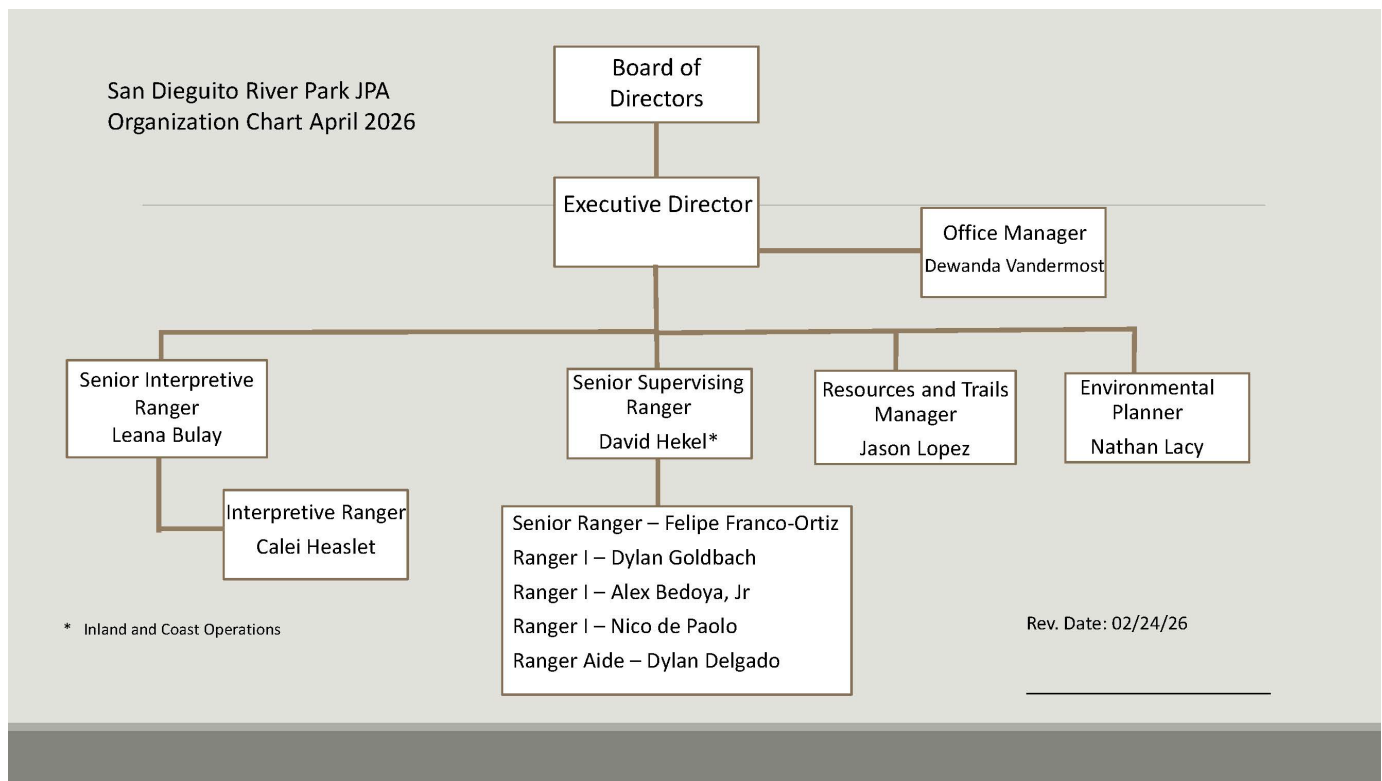 San Dieguito River Park JPA
Organization Chart April 2026
Board of
Directors
Executive Director
Office Manager
Dewanda Vandermost
Senior Interpretive
Ranger
Leana Bulay
Senior Supervising
Ranger
David Hekel*
Resources and Trails
Manager
Jason Lopez
Environmental
Planner
Nathan Lacy
Interpretive Ranger
Calei Heaslet
Senior Ranger – Felipe Franco-Ortiz
Ranger I – Dylan Goldbach
Ranger I – Alex Bedoya, Jr
Ranger I – Nico de Paolo
Ranger Aide – Dylan Delgado
* Inland and Coast Operations
Rev. Date: 02/24/26